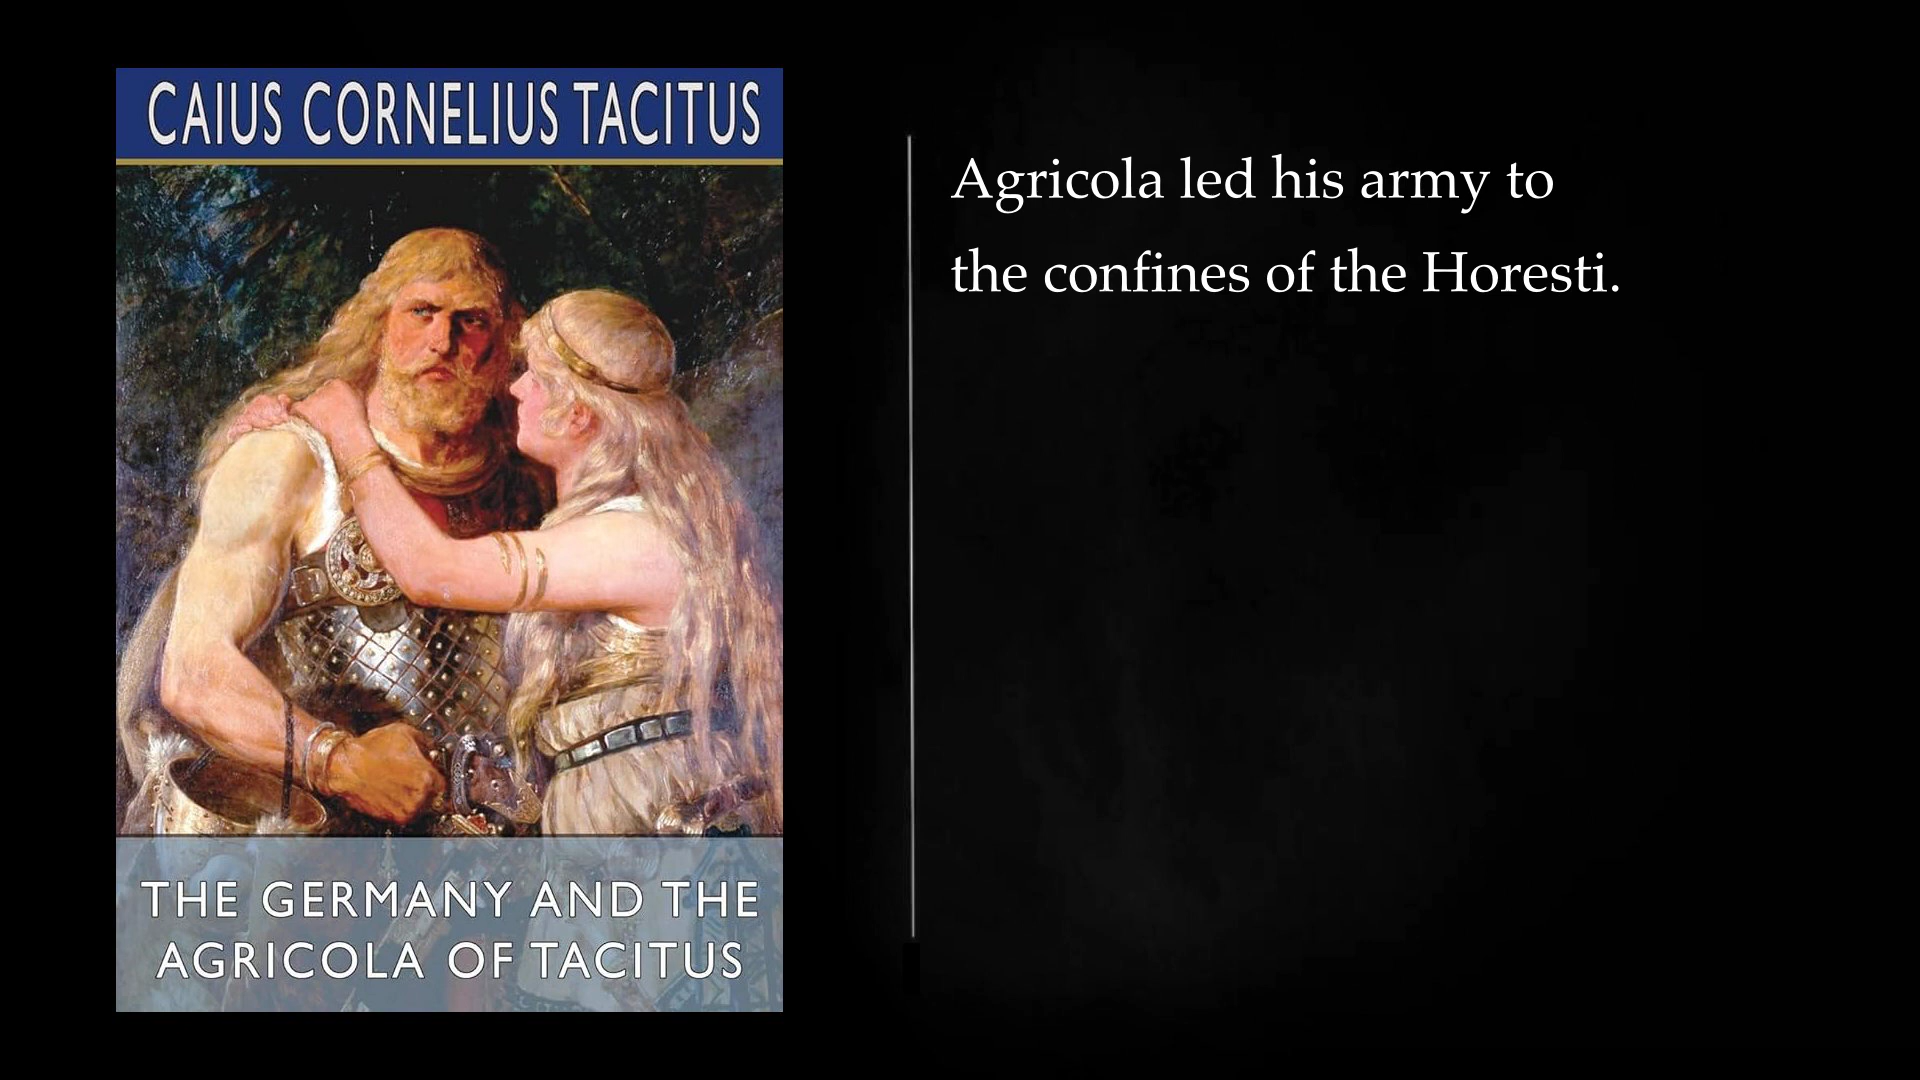 CAIUS CORNELIUS TACITUS
THE GERMANY AND THE
AGRICOLA OF TACITUS
Agricola led his army to
the confines of the Horesti.